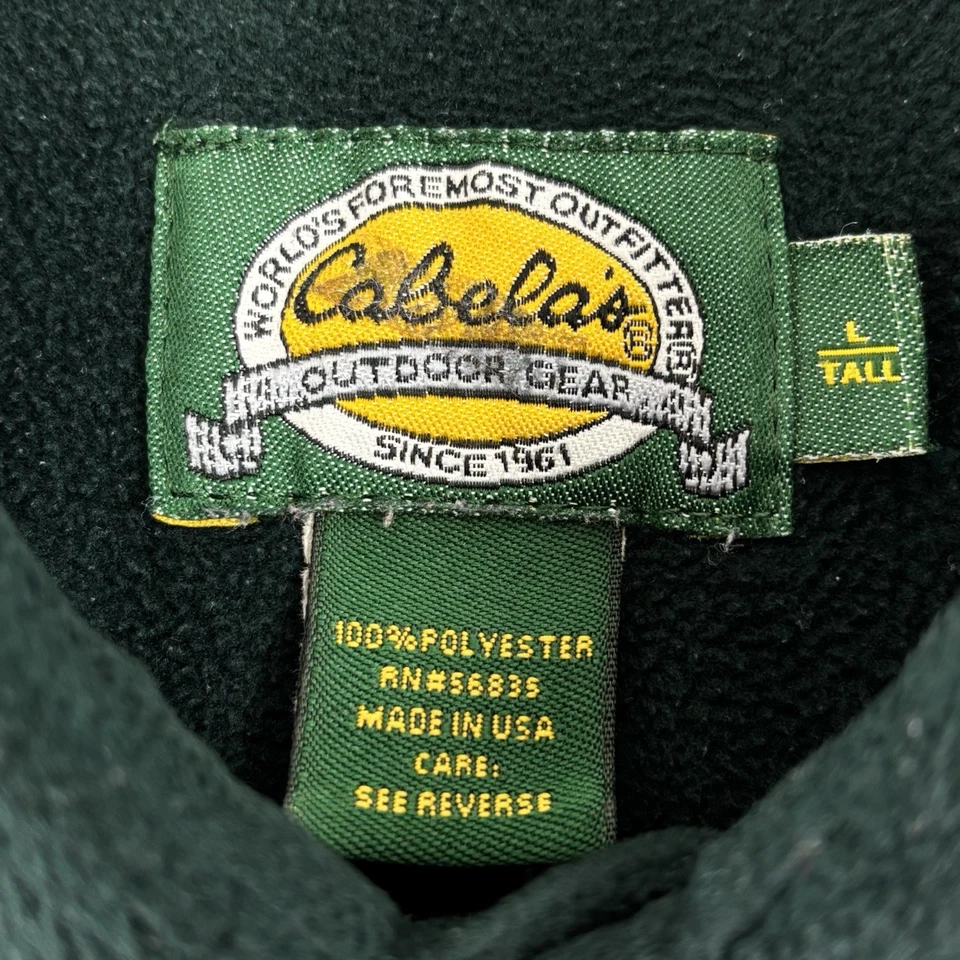 WORLD'S FOREMOST OUTFITTER®
Cabela's®
OUTDOOR GEAR
SINCE 1961
L
TALL
100% POLYESTER
RN#56835
MADE IN USA
CARE:
SEE REVERSE